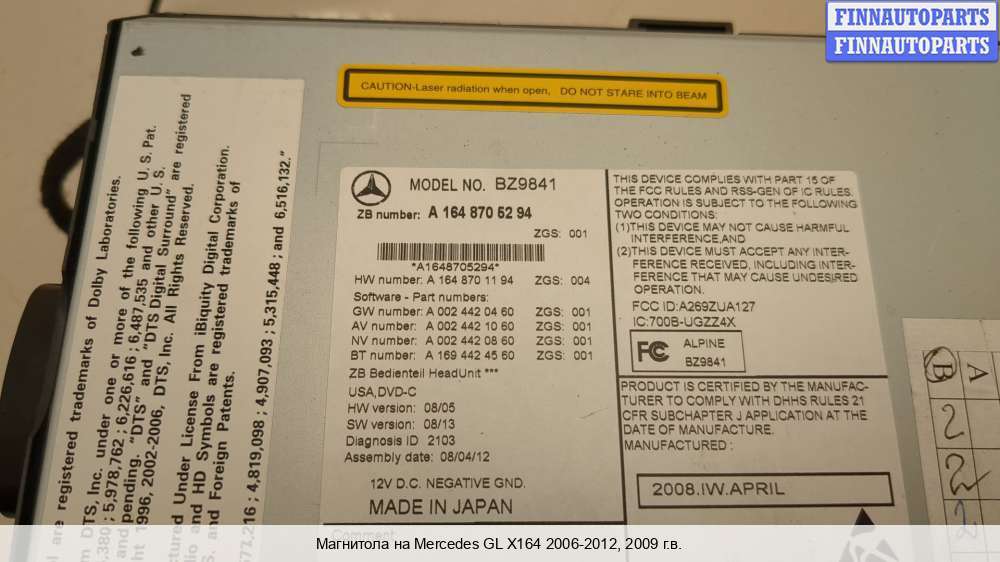 FINNAUTOPARTS
FINNAUTOPARTS
CAUTION-Laser radiation when open, DO NOT STARE INTO BEAM
MODEL NO. BZ9841
ZB number: A 164 870 52 94
ZGS: 001
*A1648705294*
HW number: A 164 870 11 94 ZGS: 004
Software - Part numbers:
GW number: A 002 442 04 60 ZGS: 001
AV number: A 002 442 10 60 ZGS: 001
NV number: A 002 442 08 60 ZGS: 001
BT number: A 169 442 45 60 ZGS: 001
ZB Bedienteil HeadUnit ***
USA,DVD-C
HW version: 08/05
SW version: 08/13
Diagnosis ID 2103
Assembly date: 08/04/12
12V D.C. NEGATIVE GND.
MADE IN JAPAN
Comment
THIS DEVICE COMPLIES WITH PART 15 OF
THE FCC RULES AND RSS-GEN OF IC RULES.
OPERATION IS SUBJECT TO THE FOLLOWING
TWO CONDITIONS:
(1)THIS DEVICE MAY NOT CAUSE HARMFUL
INTERFERENCE,AND
(2)THIS DEVICE MUST ACCEPT ANY INTER-
FERENCE RECEIVED, INCLUDING INTER-
FERENCE THAT MAY CAUSE UNDESIRED
OPERATION.
FCC ID:A269ZUA127
IC:700B-UGZZ4X
FC ALPINE
BZ9841
PRODUCT IS CERTIFIED BY THE MANUFAC-
TURER TO COMPLY WITH DHHS RULES 21
CFR SUBCHAPTER J APPLICATION AT THE
DATE OF MANUFACTURE.
MANUFACTURED :
2008.IW.APRIL
are registered trademarks of Dolby Laboratories.
DTS, Inc. under one or more of the following U.S. Pat.
; 5,978,762 ; 6,226,616 ; 6,487,535 and other U. S.
pending. "DTS" and "DTS Digital Surround" are registered
1996, 2002-2006, DTS, Inc. All Rights Reserved.
Under License From iBiquity Digital Corporation.
and HD Symbols are registered trademarks of
and Foreign Patents.
; 4,819,098 ; 4,907,093 ; 5,315,448 ; and 6,516,132."
A
B
2
2
2
Магнитола на Mercedes GL X164 2006-2012, 2009 г.в.